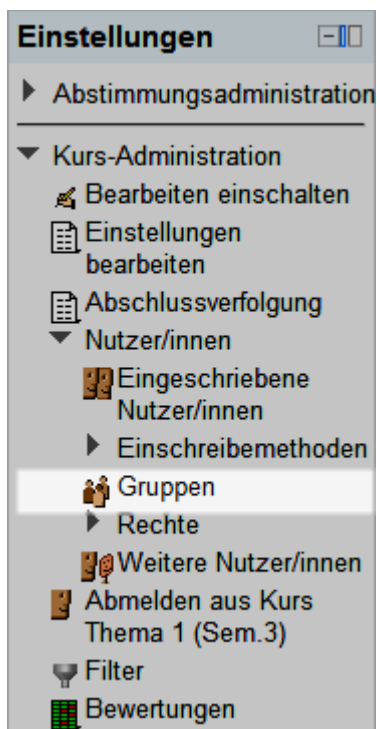 Einstellungen
Abstimmungsadministration
Kurs-Administration
Bearbeiten einschalten
Einstellungen
bearbeiten
Abschlussverfolgung
Nutzer/innen
Eingeschriebene
Nutzer/innen
Einschreibemethoden
Gruppen
Rechte
Weitere Nutzer/innen
Abmelden aus Kurs
Thema 1 (Sem.3)
Filter
Bewertungen